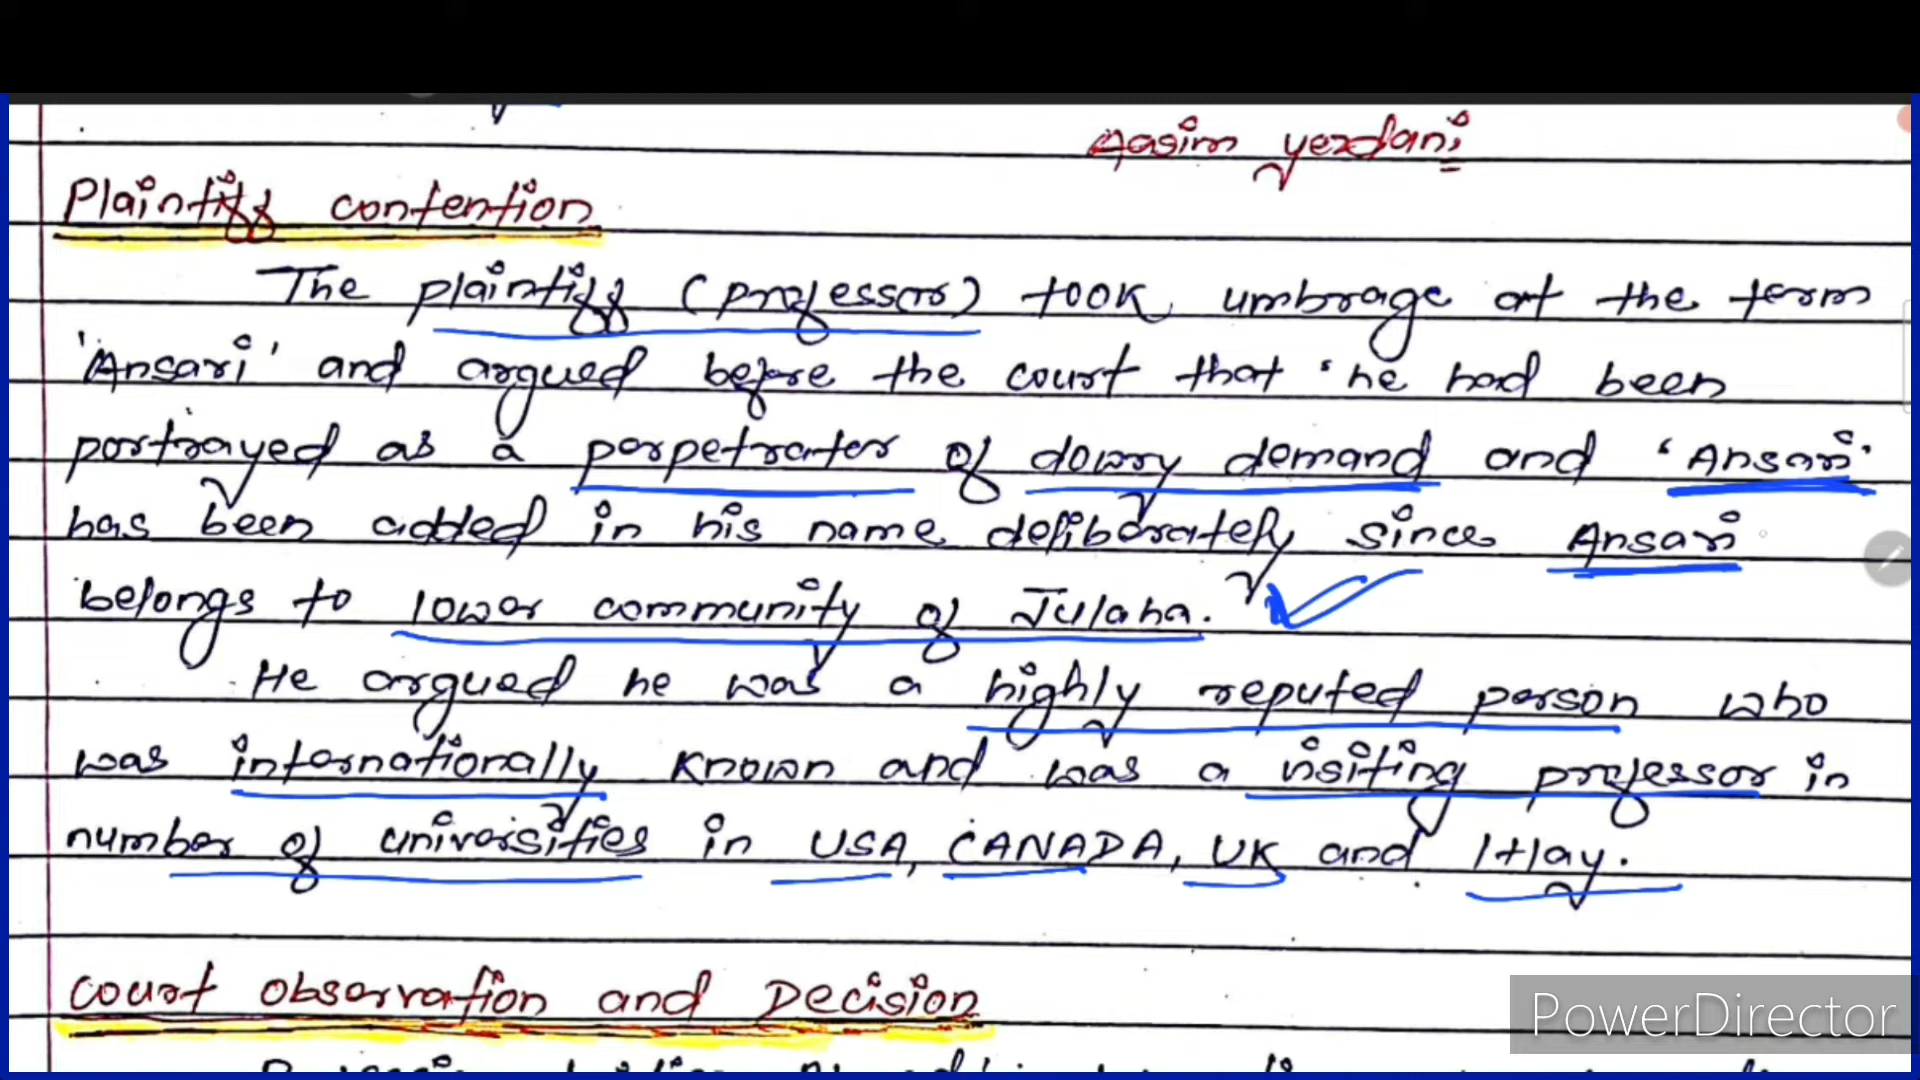 Aasim yezdani
Plaintiff contention
The plaintiff (professor) took umbrage at the term
'Ansari' and argued before the court that 'he had been
portrayed as a perpetrater of dowry demand and 'Ansari'
has been added in his name deliberately since Ansari
belongs to lower community of Julaha.
He argued he was a highly reputed person who
was internationally known and was a visiting professor in
number of universities in USA, CANADA, UK and Itlay.
Court observation and Decision
PowerDirector